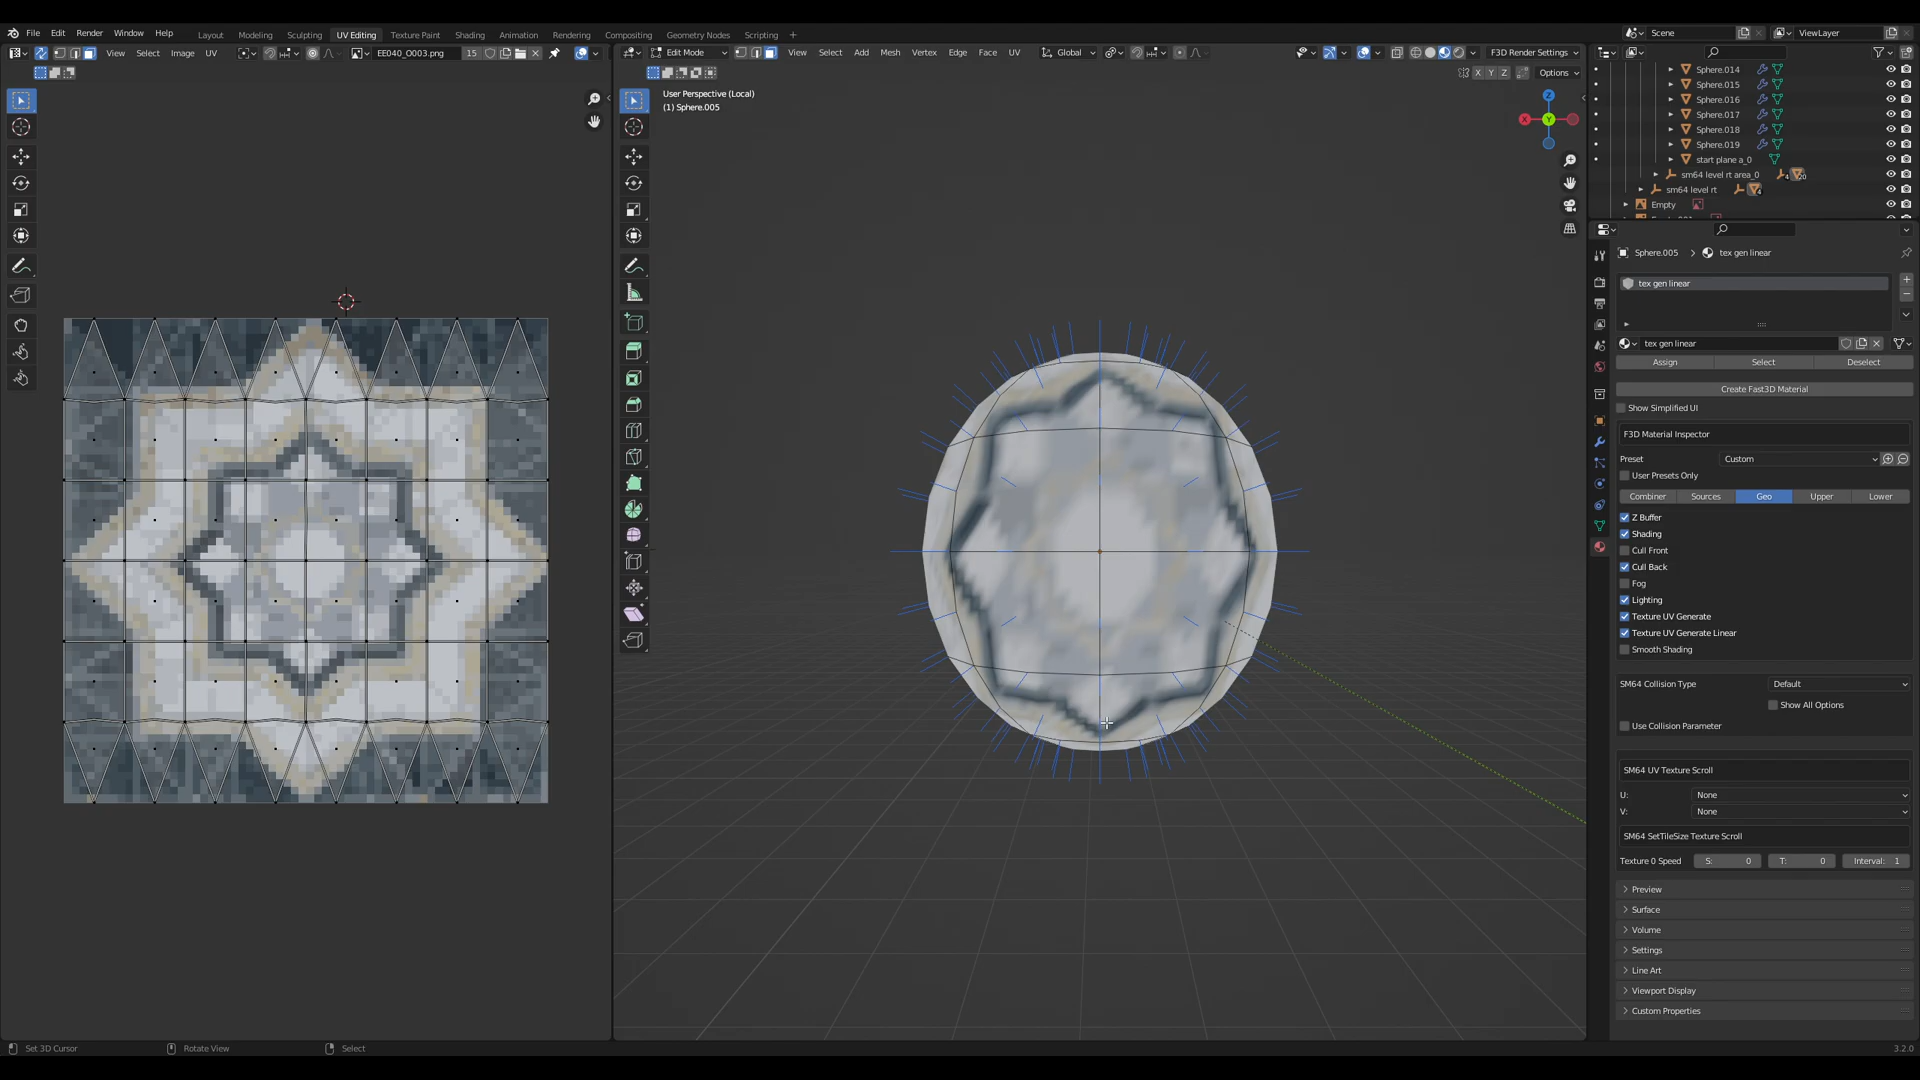 File Edit Render Window Help Layout Modeling Sculpting UV Editing Texture Paint Shading Animation Rendering Compositing Geometry Nodes Scripting + Scene ViewLayer
View Select Image UV EE040_O003.png 15 Edit Mode View Select Add Mesh Vertex Edge Face UV Global F3D Render Settings
X Y Z Options
User Perspective (Local)
(1) Sphere.005
Z
X Y
Sphere.014
Sphere.015
Sphere.016
Sphere.017
Sphere.018
Sphere.019
start plane a_0
sm64 level rt area_0
sm64 level rt
Empty
Sphere.005 > tex gen linear
tex gen linear
tex gen linear
Assign Select Deselect
Create Fast3D Material
Show Simplified UI
F3D Material Inspector
Preset Custom
User Presets Only
Combiner Sources Geo Upper Lower
Z Buffer
Shading
Cull Front
Cull Back
Fog
Lighting
Texture UV Generate
Texture UV Generate Linear
Smooth Shading
SM64 Collision Type Default
Show All Options
Use Collision Parameter
SM64 UV Texture Scroll
U: None
V: None
SM64 SetTileSize Texture Scroll
Texture 0 Speed S: 0 T: 0 Interval: 1
Preview
Surface
Volume
Settings
Line Art
Viewport Display
Custom Properties
Set 3D Cursor Rotate View Select 3.2.0